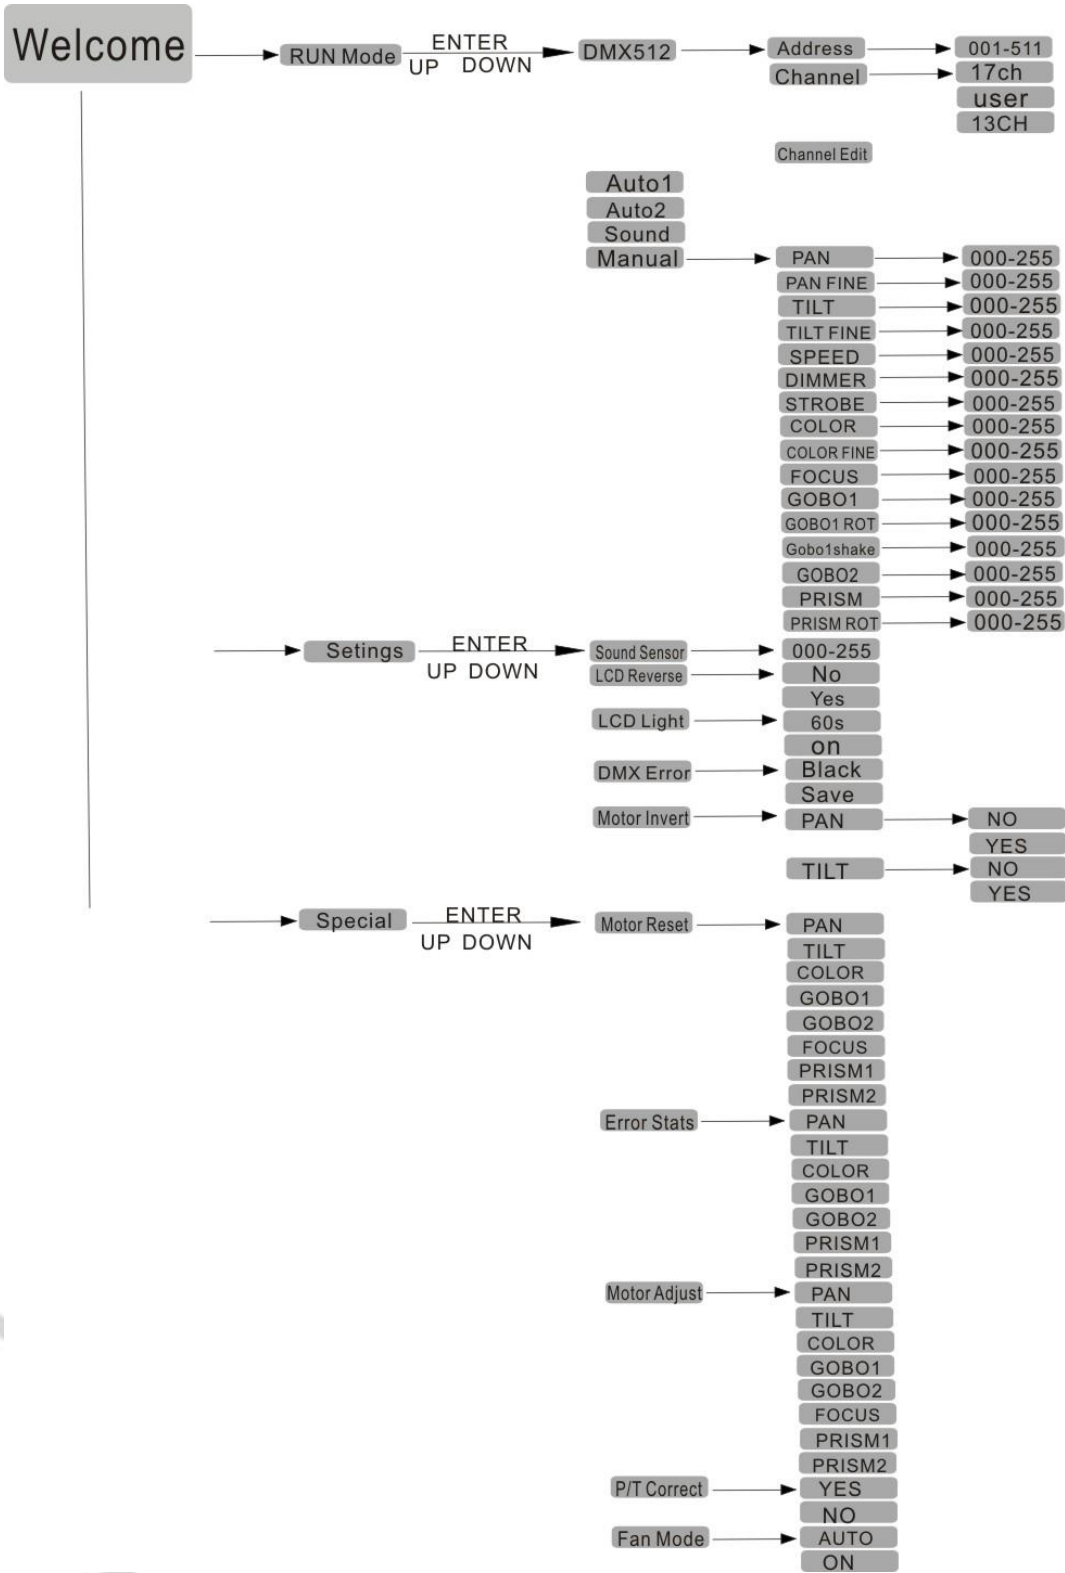 Welcome
RUN Mode ENTER DMX512 Address 001-511
UP DOWN Channel 17ch
user
13CH
Channel Edit
Auto1
Auto2
Sound
Manual PAN 000-255
PAN FINE 000-255
TILT 000-255
TILT FINE 000-255
SPEED 000-255
DIMMER 000-255
STROBE 000-255
COLOR 000-255
COLOR FINE 000-255
FOCUS 000-255
GOBO1 000-255
GOBO1 ROT 000-255
Gobo1shake 000-255
GOBO2 000-255
PRISM 000-255
PRISM ROT 000-255
Setings ENTER Sound Sensor 000-255
UP DOWN LCD Reverse No
Yes
LCD Light 60s
on
DMX Error Black
Save
Motor Invert PAN NO
YES
TILT NO
YES
Special ENTER Motor Reset PAN
UP DOWN TILT
COLOR
GOBO1
GOBO2
FOCUS
PRISM1
PRISM2
Error Stats PAN
TILT
COLOR
GOBO1
GOBO2
PRISM1
PRISM2
Motor Adjust PAN
TILT
COLOR
GOBO1
GOBO2
FOCUS
PRISM1
PRISM2
P/T Correct YES
NO
Fan Mode AUTO
ON